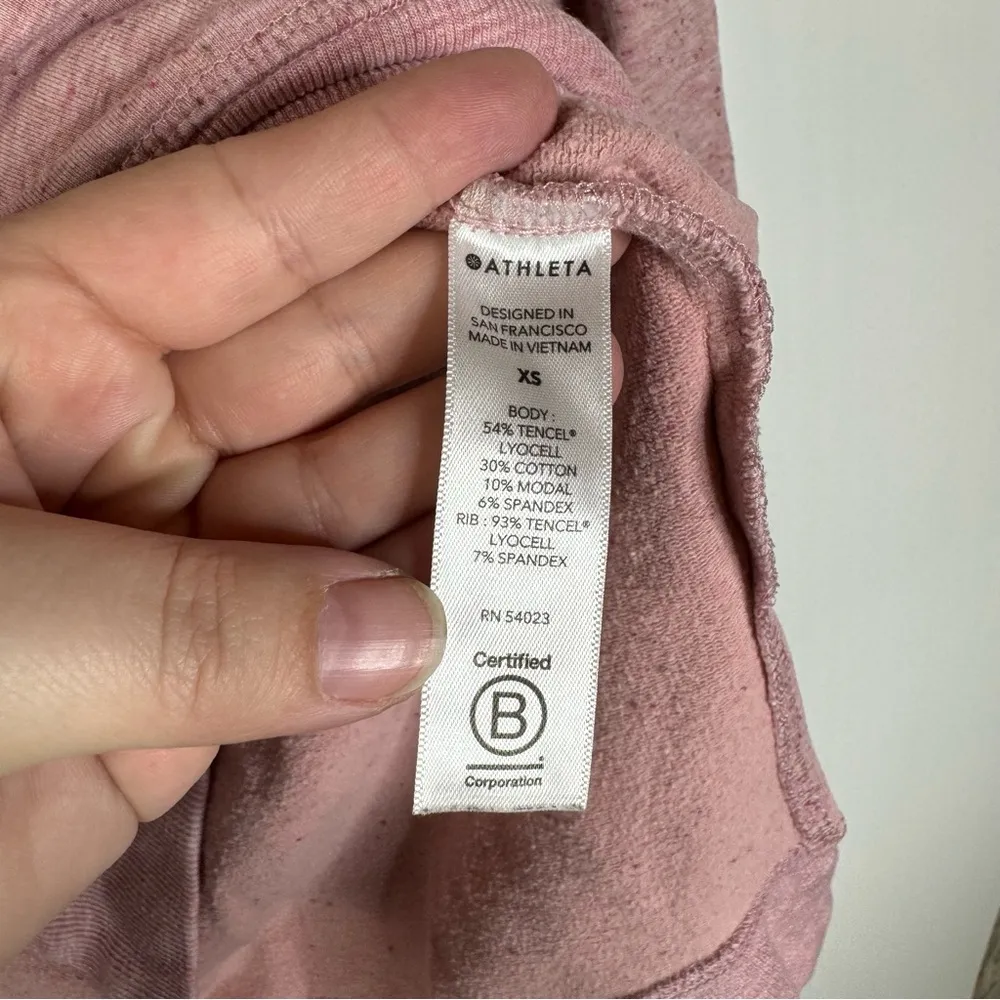 ATHLETA
DESIGNED IN
SAN FRANCISCO
MADE IN VIETNAM
XS
BODY :
54% TENCEL®
LYOCELL
30% COTTON
10% MODAL
6% SPANDEX
RIB : 93% TENCEL®
LYOCELL
7% SPANDEX
RN 54023
Certified
B
Corporation